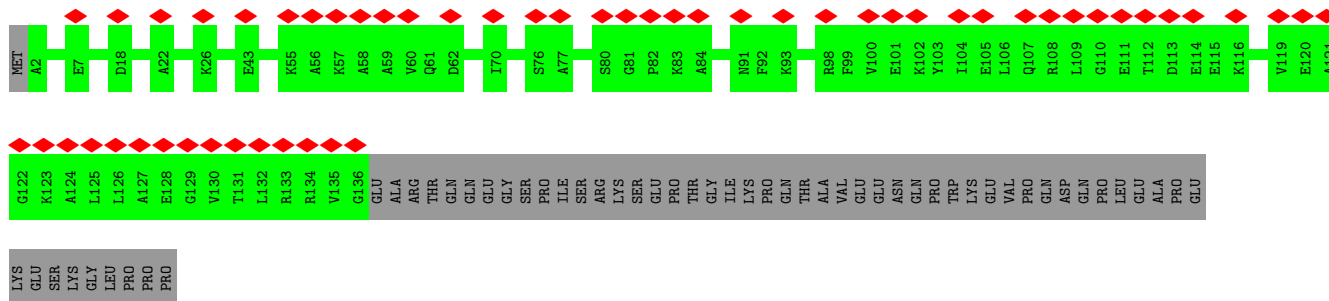 MET A2 E7 D18 A22 K26 E43 K55 A56 K57 A58 A59 V60 Q61 D62 I70 S76 A77 S80 G81 P82 K83 A84 N91 F92 K93 R98 F99 V100 E101 K102 Y103 I104 E105 L106 Q107 R108 L109 G110 E111 T112 D113 E114 E115 K116 V119 E120 A121
G122 K123 A124 L125 L126 A127 E128 G129 V130 T131 L132 R133 R134 V135 G136 GLU ALA ARG THR GLN GLN GLU GLY SER PRO ILE SER ARG LYS SER GLU PRO THR GLY ILE LYS PRO GLN THR ALA VAL GLU GLU ASN GLN PRO TRP LYS GLU VAL PRO GLN ASP GLN PRO LEU GLU ALA PRO GLU
LYS GLU SER LYS GLY LEU PRO PRO PRO